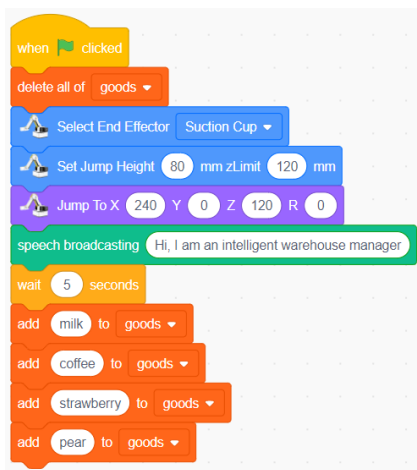 when clicked
delete all of goods
Select End Effector Suction Cup
Set Jump Height 80 mm zLimit 120 mm
Jump To X 240 Y 0 Z 120 R 0
speech broadcasting Hi, I am an intelligent warehouse manager
wait 5 seconds
add milk to goods
add coffee to goods
add strawberry to goods
add pear to goods